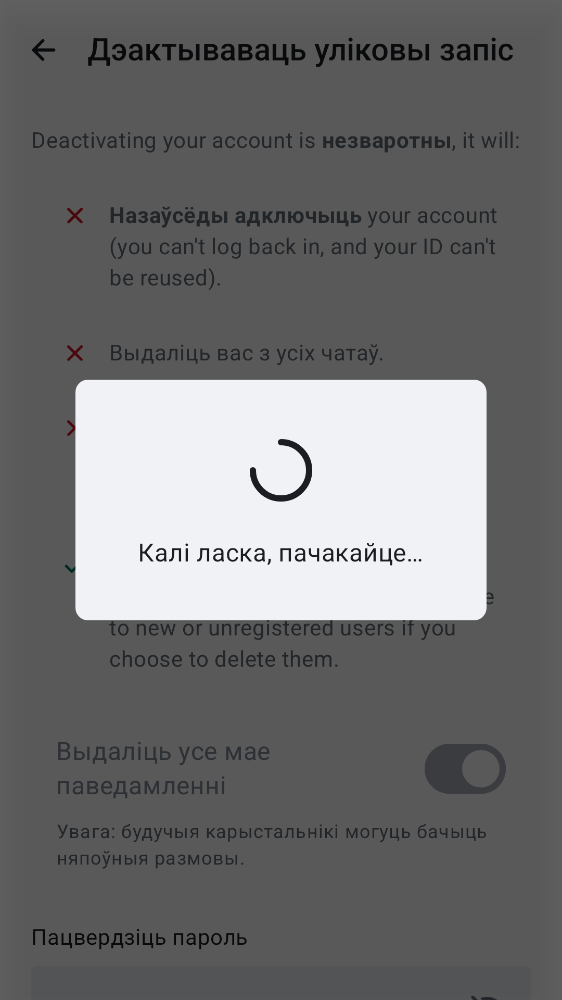 Дэактываваць уліковы запіс
Deactivating your account is незваротны, it will:
Назаўсёды адключыць your account
(you can't log back in, and your ID can't
be reused).
Выдаліць вас з усіх чатаў.
Калі ласка, пачакайце...
to new or unregistered users if you
choose to delete them.
Выдаліць усе мае
паведамленні
Увага: будучыя карыстальнікі могуць бачыць
няпоўныя размовы.
Пацвердзіць пароль